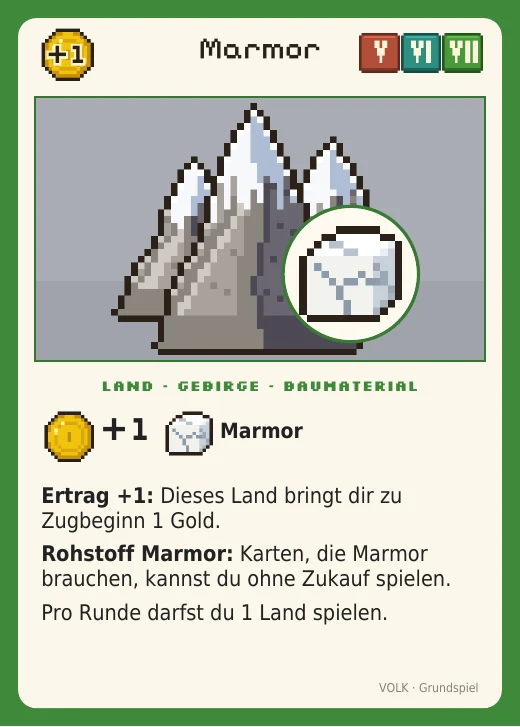 +1
Marmor
V VI VII
LAND - GEBIRGE - BAUMATERIAL
+1 Marmor
Ertrag +1: Dieses Land bringt dir zu
Zugbeginn 1 Gold.
Rohstoff Marmor: Karten, die Marmor
brauchen, kannst du ohne Zukauf spielen.
Pro Runde darfst du 1 Land spielen.
VOLK · Grundspiel